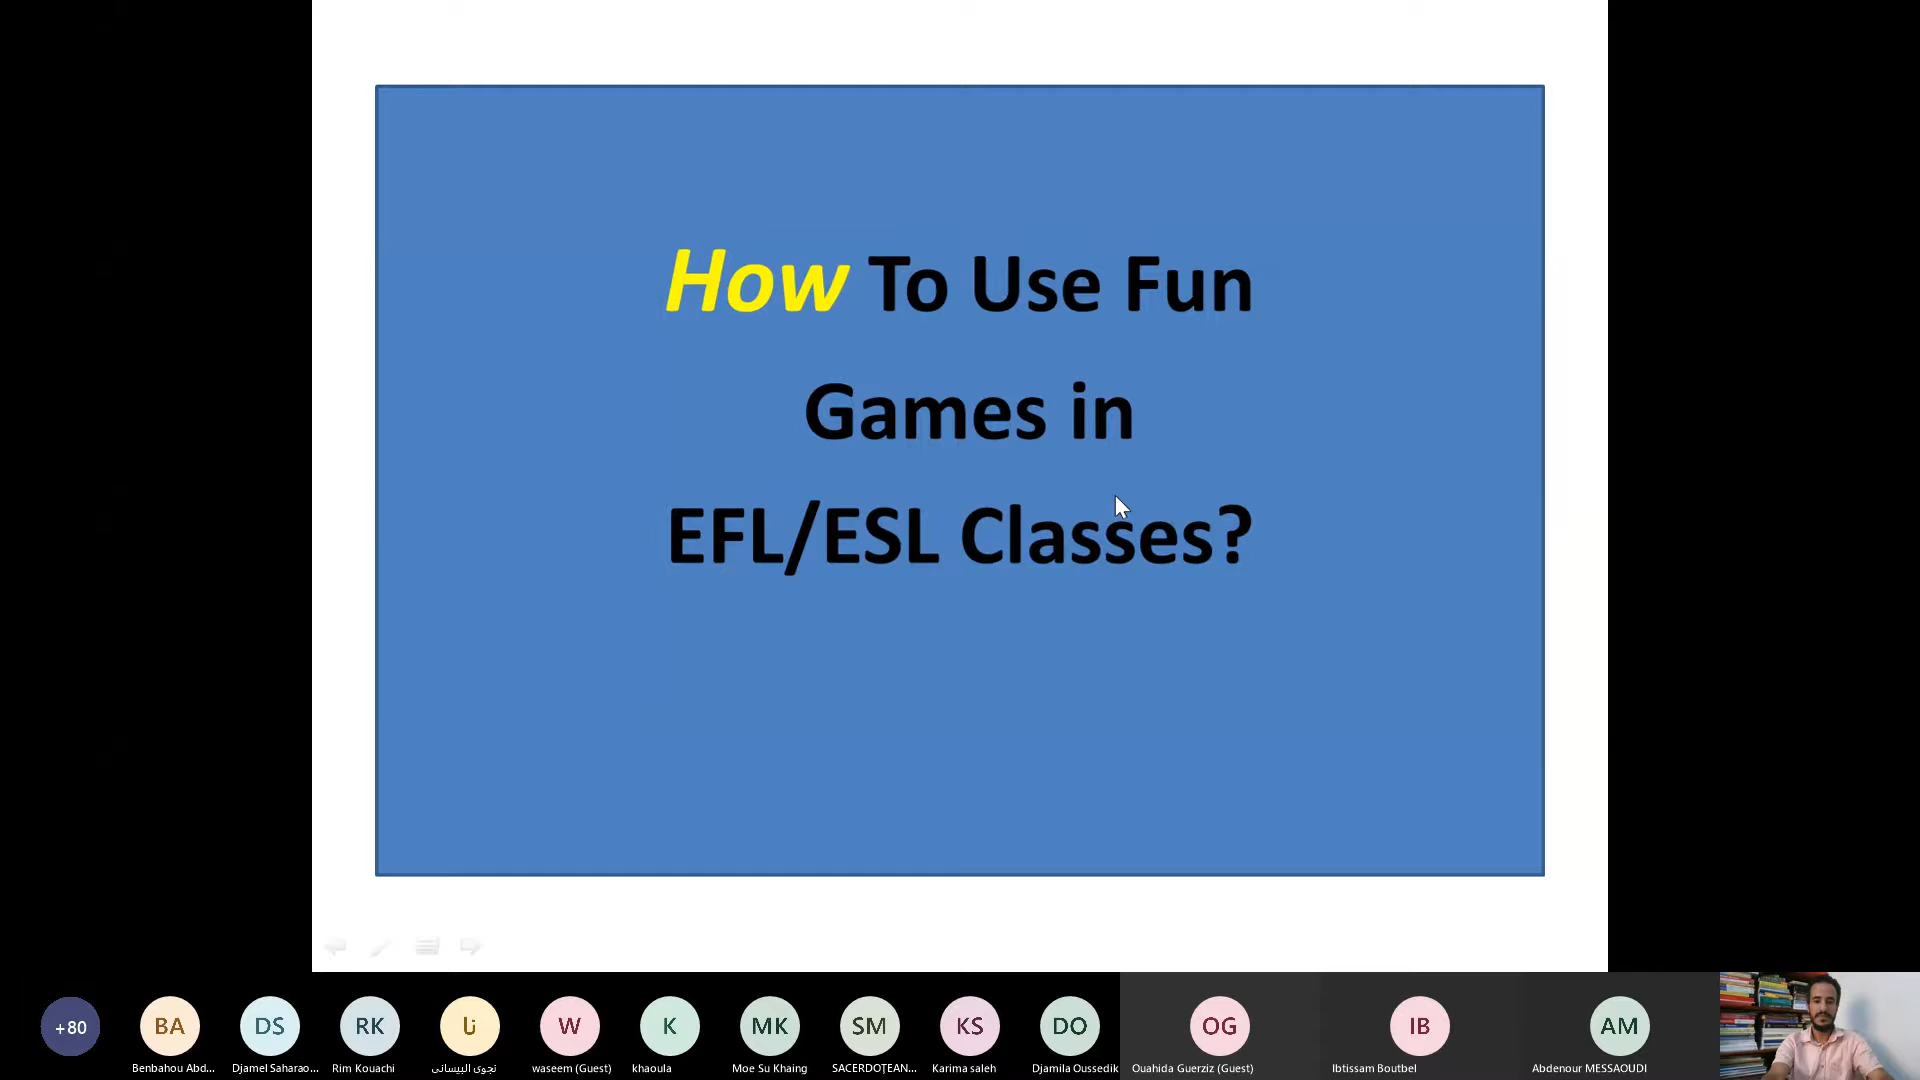 How To Use Fun
Games in
EFL/ESL Classes?
+80
BA
DS
RK
نا
W
K
MK
SM
KS
DO
OG
IB
AM
Benbahou Abd...
Djamel Saharao...
Rim Kouachi
waseem (Guest)
khaoula
Moe Su Khaing
SACERDOȚEAN...
Karima saleh
Djamila Oussedik
Ouahida Guerziz (Guest)
Ibtissam Boutbel
Abdenour MESSAOUDI